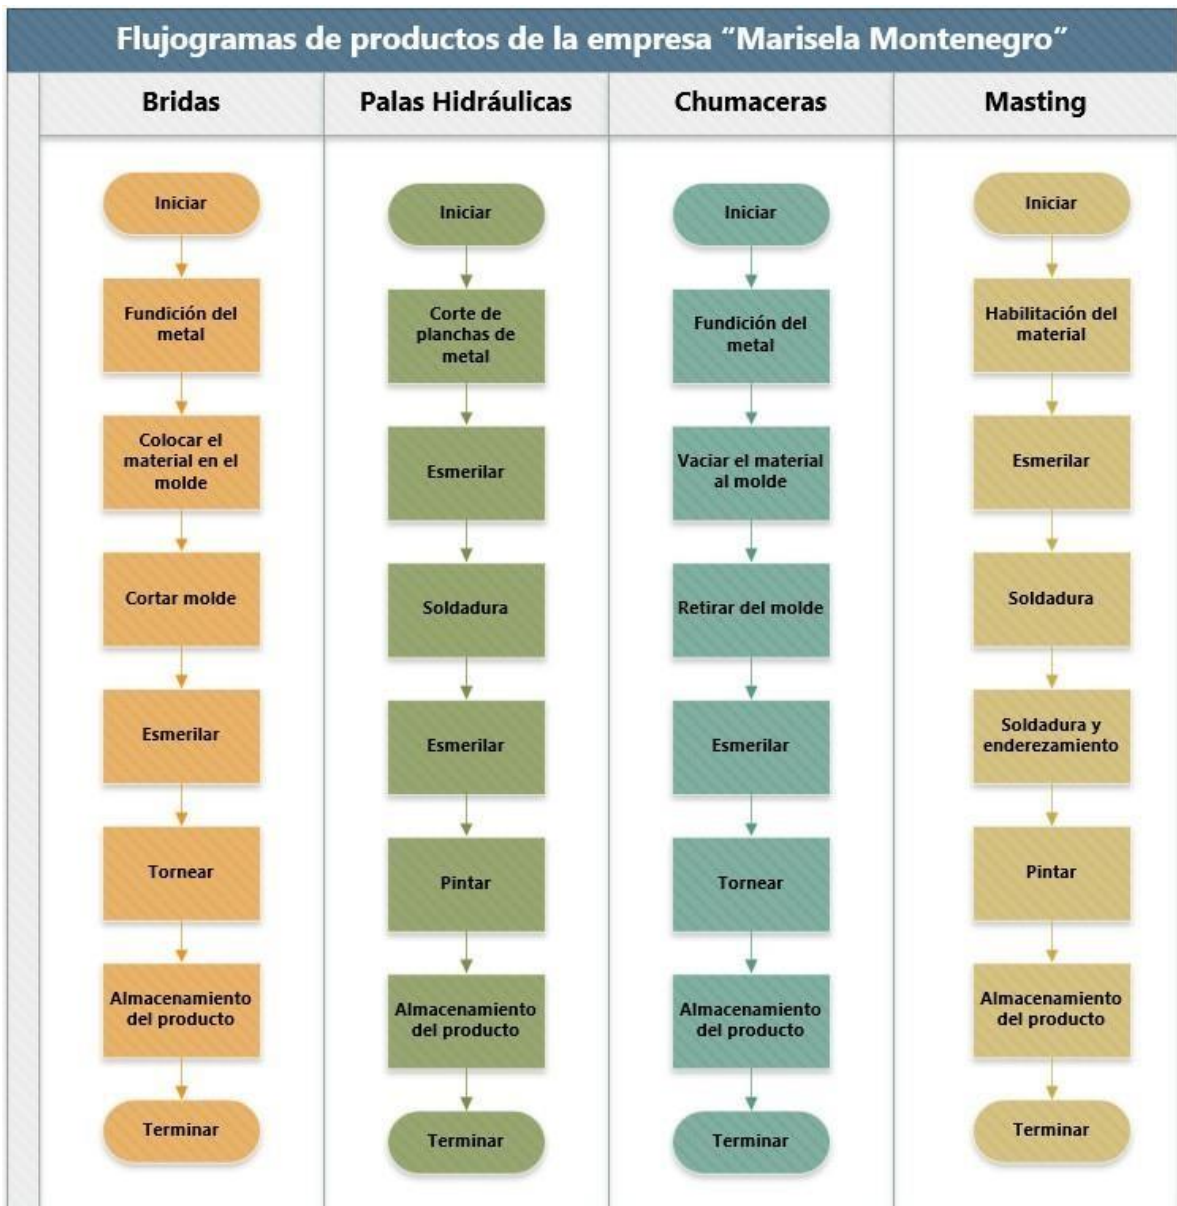 Flujogramas de productos de la empresa “Marisela Montenegro”
Bridas
Palas Hidráulicas
Chumaceras
Masting
Iniciar
Fundición del
metal
Colocar el
material en el
molde
Cortar molde
Esmerilar
Tornear
Almacenamiento
del producto
Terminar
Iniciar
Corte de
planchas de
metal
Esmerilar
Soldadura
Esmerilar
Pintar
Almacenamiento
del producto
Terminar
Iniciar
Fundición del
metal
Vaciar el material
al molde
Retirar del molde
Esmerilar
Tornear
Almacenamiento
del producto
Terminar
Iniciar
Habilitación del
material
Esmerilar
Soldadura
Soldadura y
enderezamiento
Pintar
Almacenamiento
del producto
Terminar